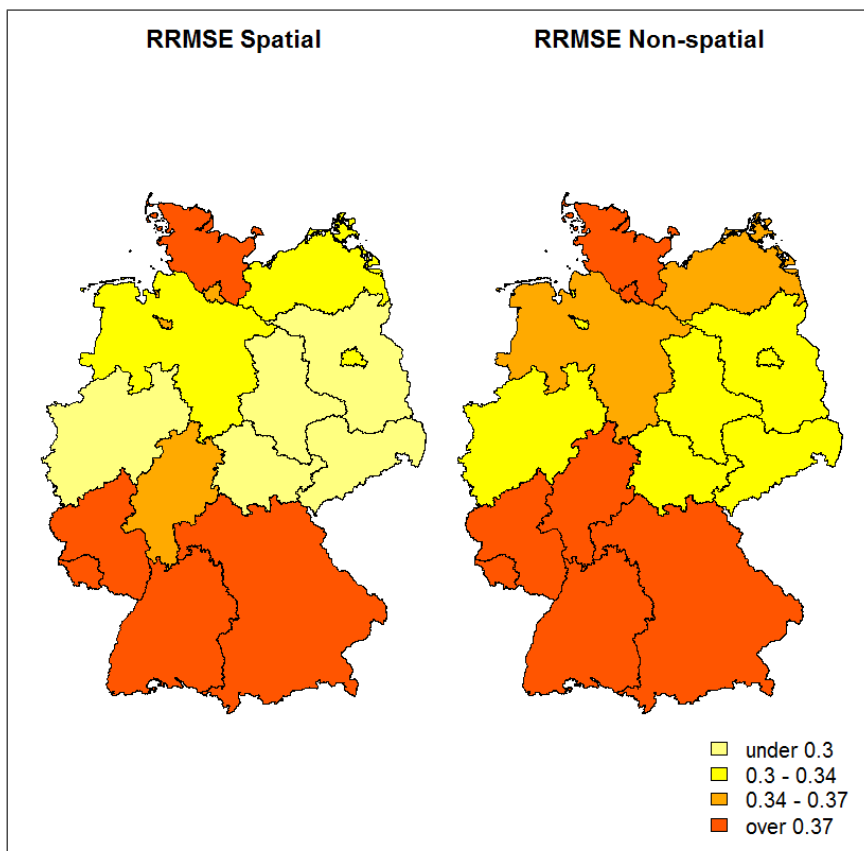 RRMSE Spatial
RRMSE Non-spatial
under 0.3
0.3 - 0.34
0.34 - 0.37
over 0.37